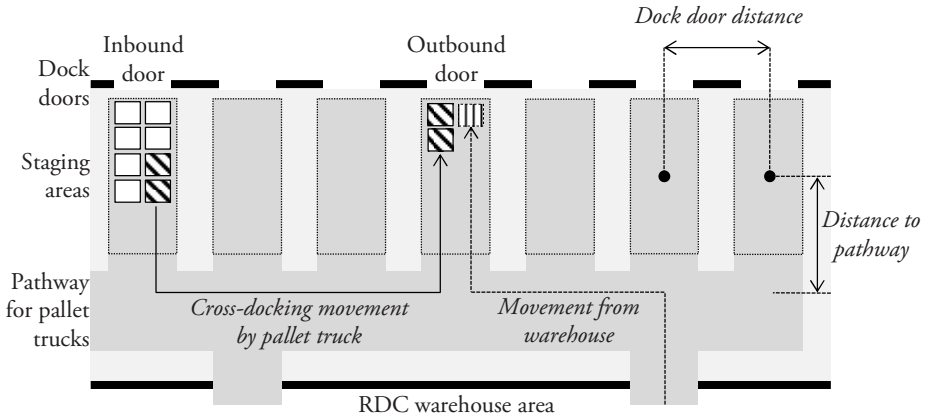 Dock door distance
Inbound
door
Outbound
door
Dock
doors
Staging
areas
Distance to
pathway
Pathway
for pallet
trucks
Cross-docking movement
by pallet truck
Movement from
warehouse
RDC warehouse area